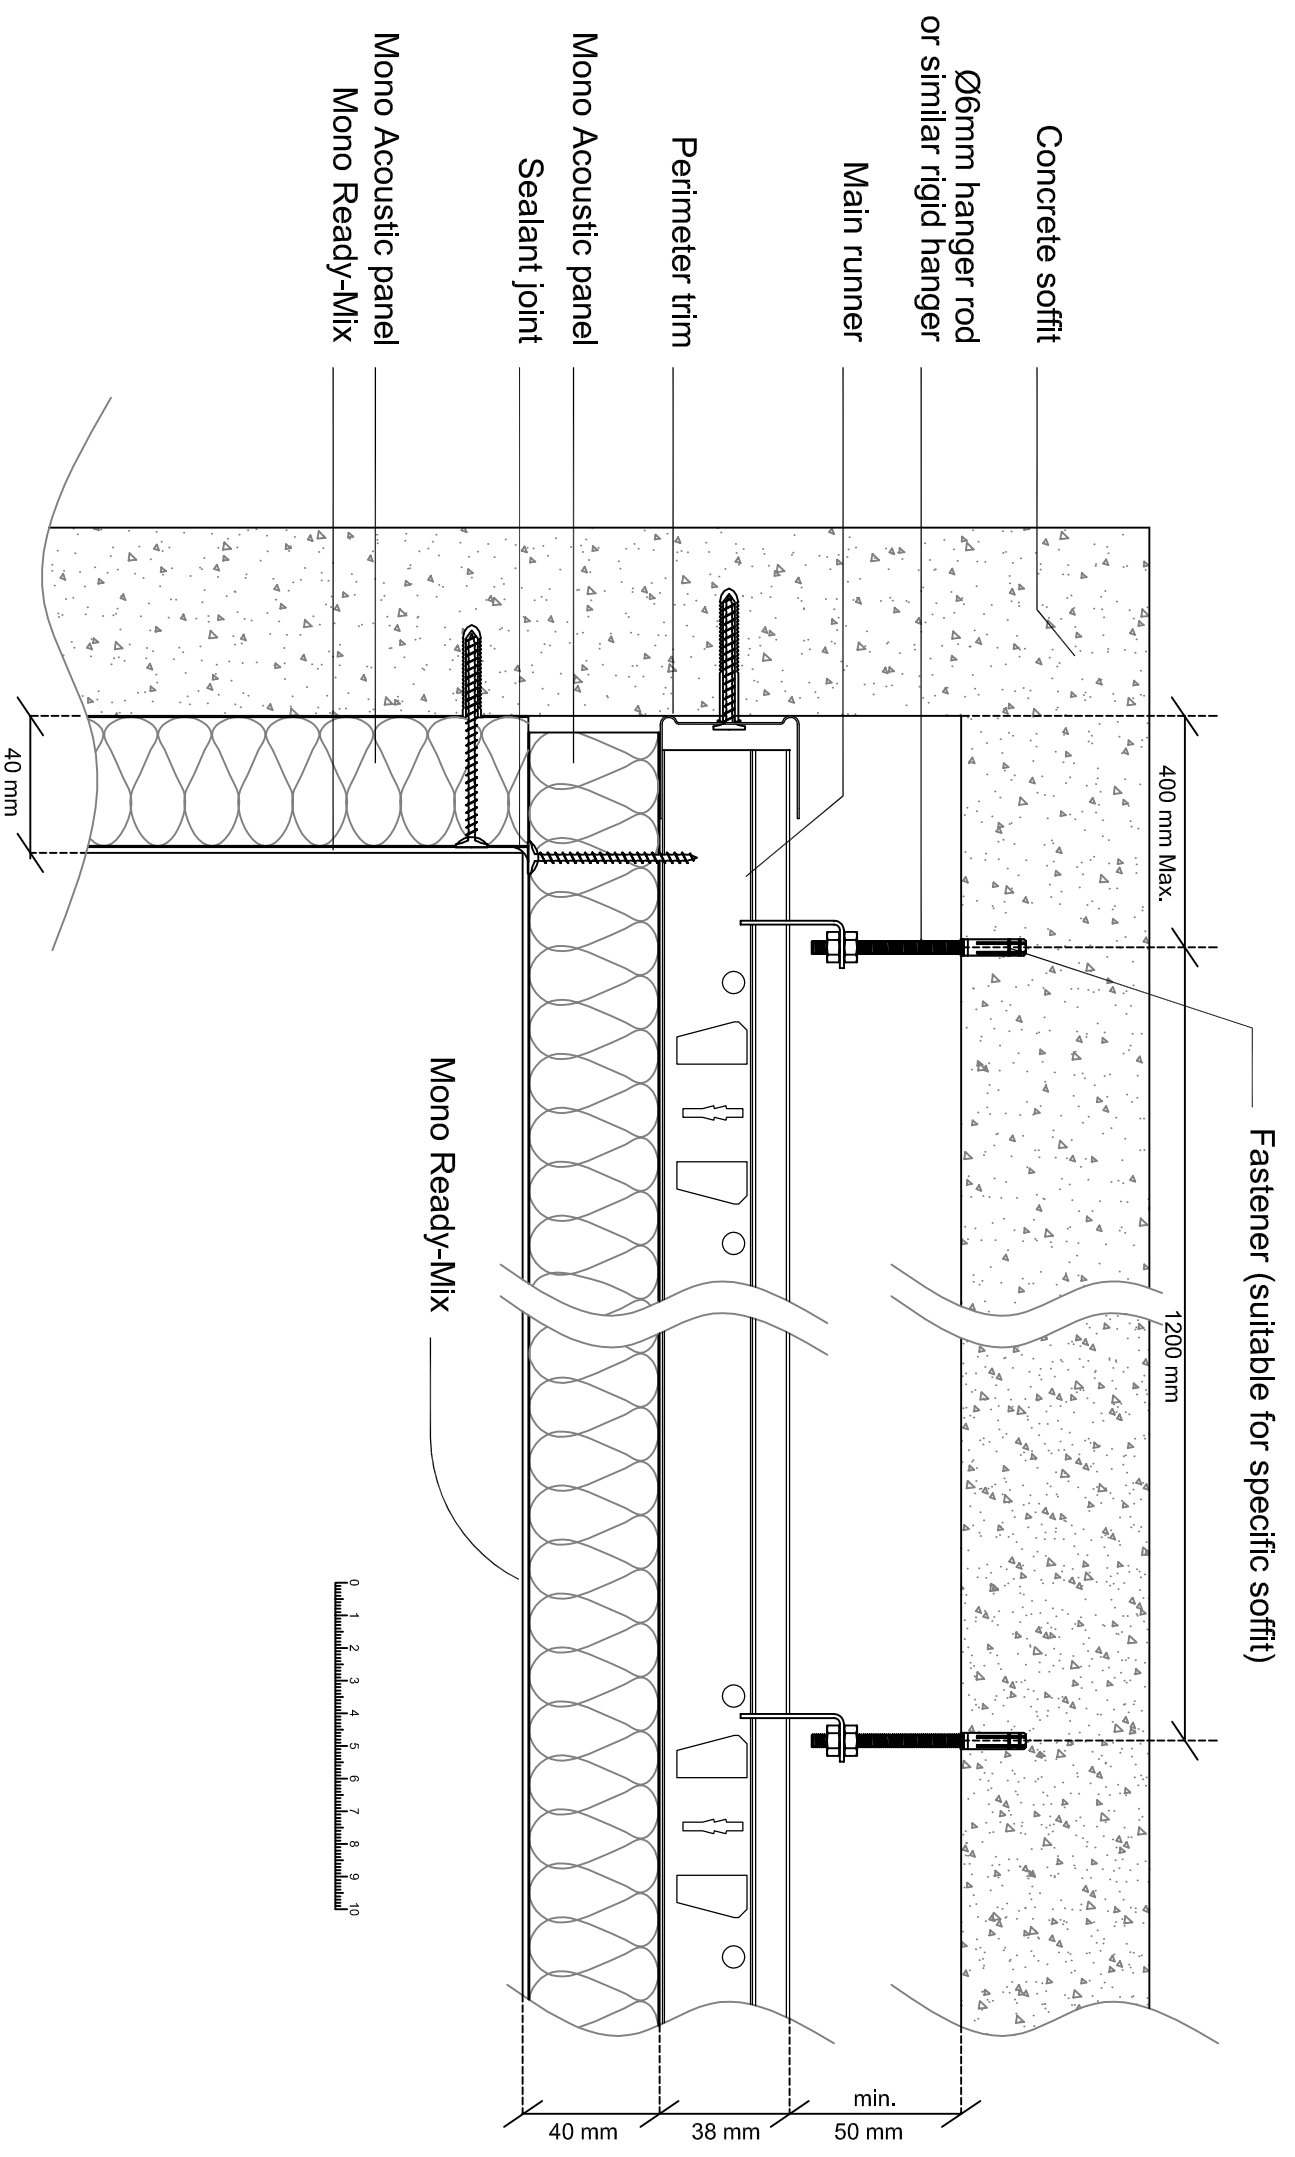 Fastener (suitable for specific soffit)
400 mm Max.
1200 mm
Concrete soffit
Ø6mm hanger rod
or similar rigid hanger
Main runner
Perimeter trim
Mono Acoustic panel
Sealant joint
Mono Acoustic panel
Mono Ready-Mix
Mono Ready-Mix
min.
50 mm
38 mm
40 mm
40 mm
0 1 2 3 4 5 6 7 8 9 10